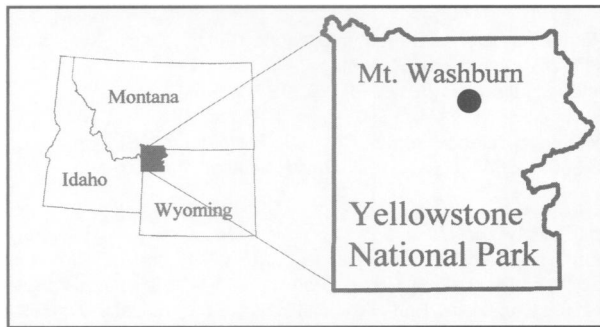 Montana
Idaho
Wyoming
Mt. Washburn
Yellowstone
National Park